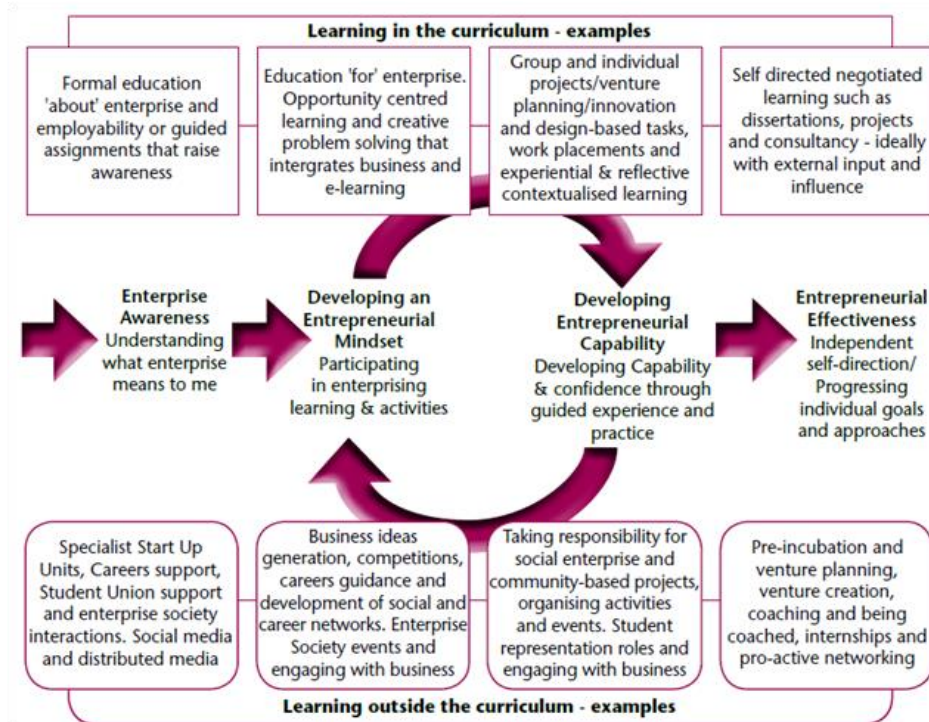 Learning in the curriculum - examples
Formal education
'about' enterprise and
employability or guided
assignments that raise
awareness
Education 'for' enterprise.
Opportunity centred
learning and creative
problem solving that
intergrates business and
e-learning
Group and individual
projects/venture
planning/innovation
and design-based tasks,
work placements and
experiential & reflective
contextualised learning
Self directed negotiated
learning such as
dissertations, projects
and consultancy - ideally
with external input and
influence
Enterprise
Awareness
Understanding
what enterprise
means to me
Developing an
Entrepreneurial
Mindset
Participating
in enterprising
learning & activities
Developing
Entrepreneurial
Capability
Developing Capability
& confidence through
guided experience and
practice
Entrepreneurial
Effectiveness
Independent
self-direction/
Progressing
individual goals
and approaches
Specialist Start Up
Units, Careers support,
Student Union support
and enterprise society
interactions. Social media
and distributed media
Business ideas
generation, competitions,
careers guidance and
development of social and
career networks. Enterprise
Society events and
engaging with business
Taking responsibility for
social enterprise and
community-based projects,
organising activities
and events. Student
representation roles and
engaging with business
Pre-incubation and
venture planning,
venture creation,
coaching and being
coached, internships and
pro-active networking
Learning outside the curriculum - examples